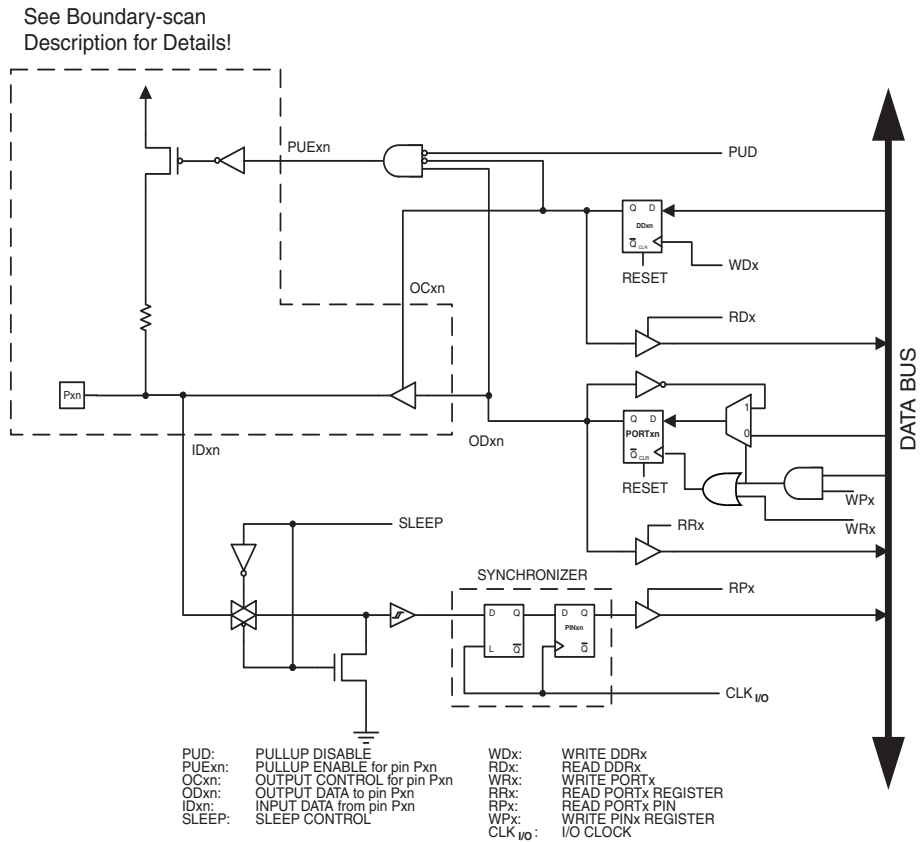 See Boundary-scan
Description for Details!
PUExn
PUD
Q D
DDxn
Q CLR
WDx
RESET
OCxn
RDx
Pxn
1
Q D
PORTxn
0
ODxn
Q CLR
IDxn
RESET
WPx
WRx
SLEEP
RRx
SYNCHRONIZER
RPx
D Q
D Q
PINxn
L Q
Q
CLK I/O
DATA BUS
PUD: PULLUP DISABLE
PUExn: PULLUP ENABLE for pin Pxn
OCxn: OUTPUT CONTROL for pin Pxn
ODxn: OUTPUT DATA to pin Pxn
IDxn: INPUT DATA from pin Pxn
SLEEP: SLEEP CONTROL
WDx: WRITE DDRx
RDx: READ DDRx
WRx: WRITE PORTx
RRx: READ PORTx REGISTER
RPx: READ PORTx PIN
WPx: WRITE PINx REGISTER
CLK I/O: I/O CLOCK